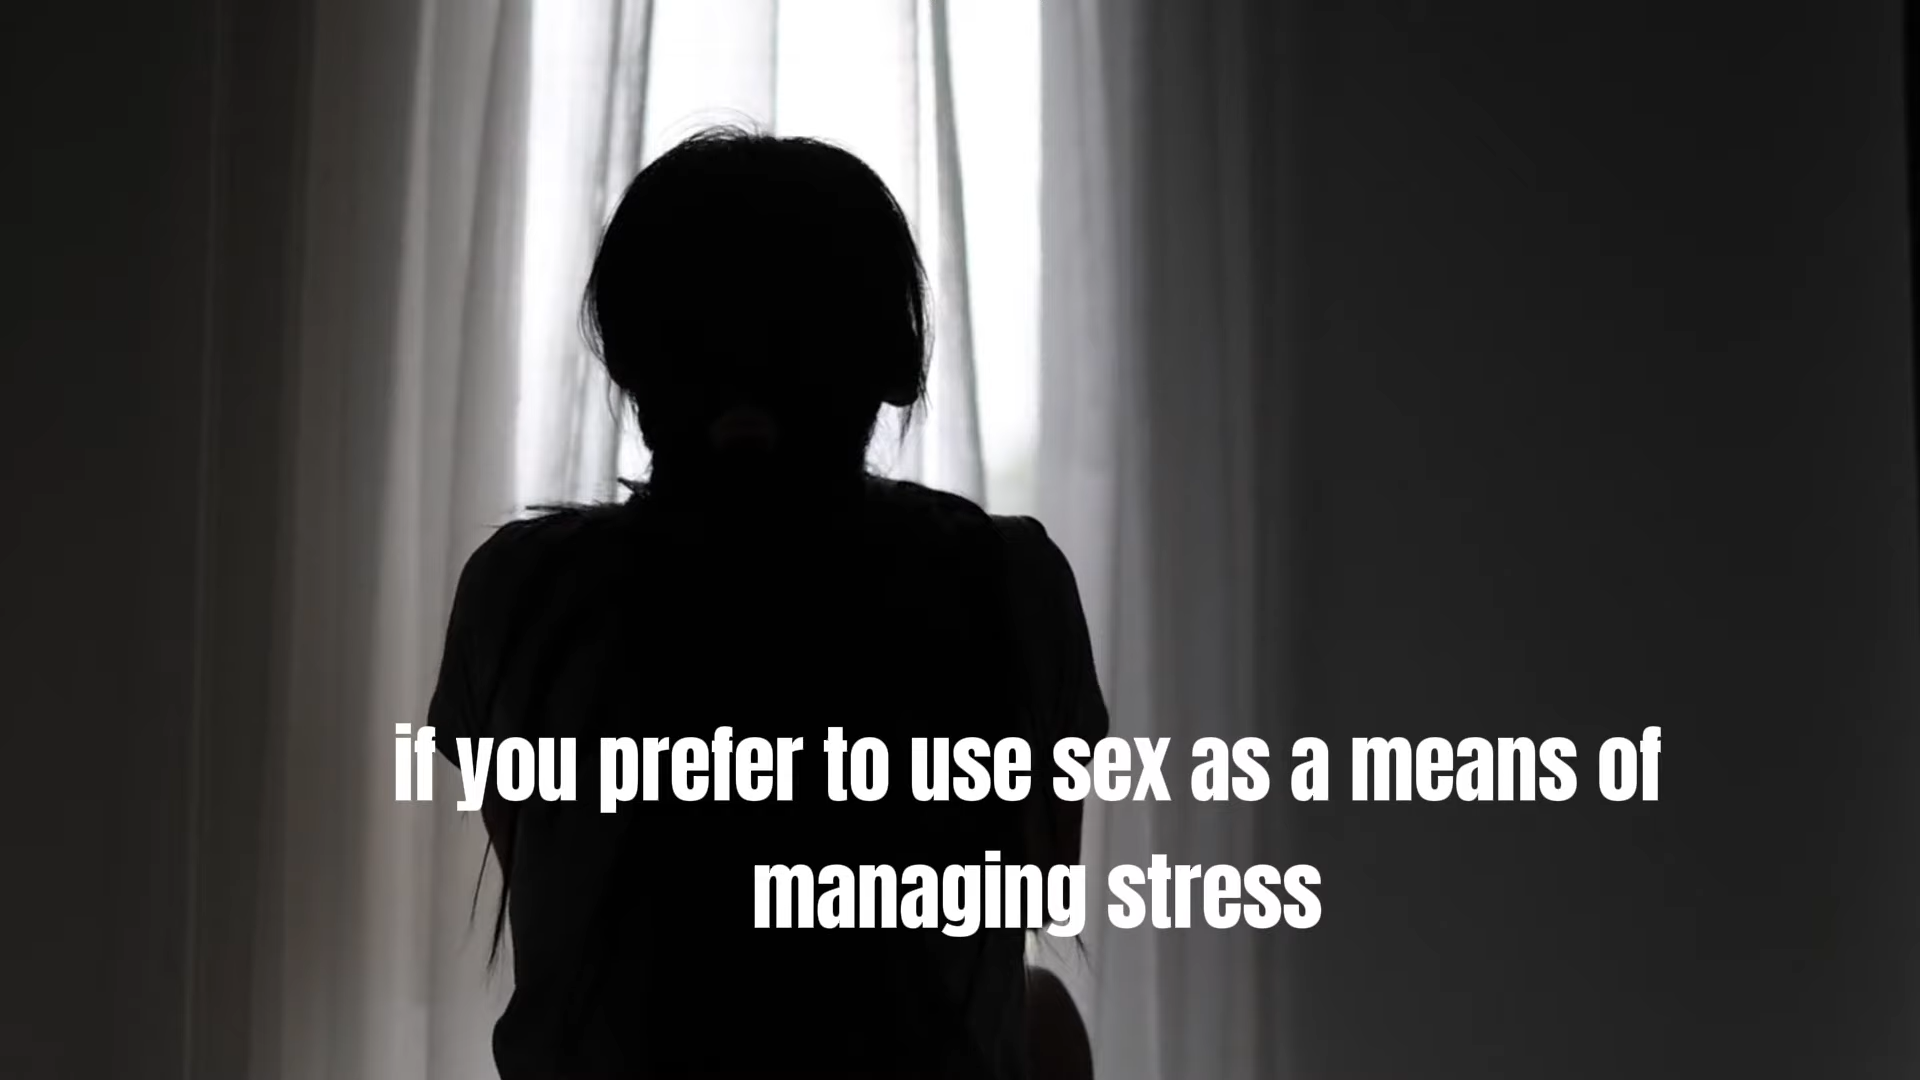 if you prefer to use sex as a means of
managing stress